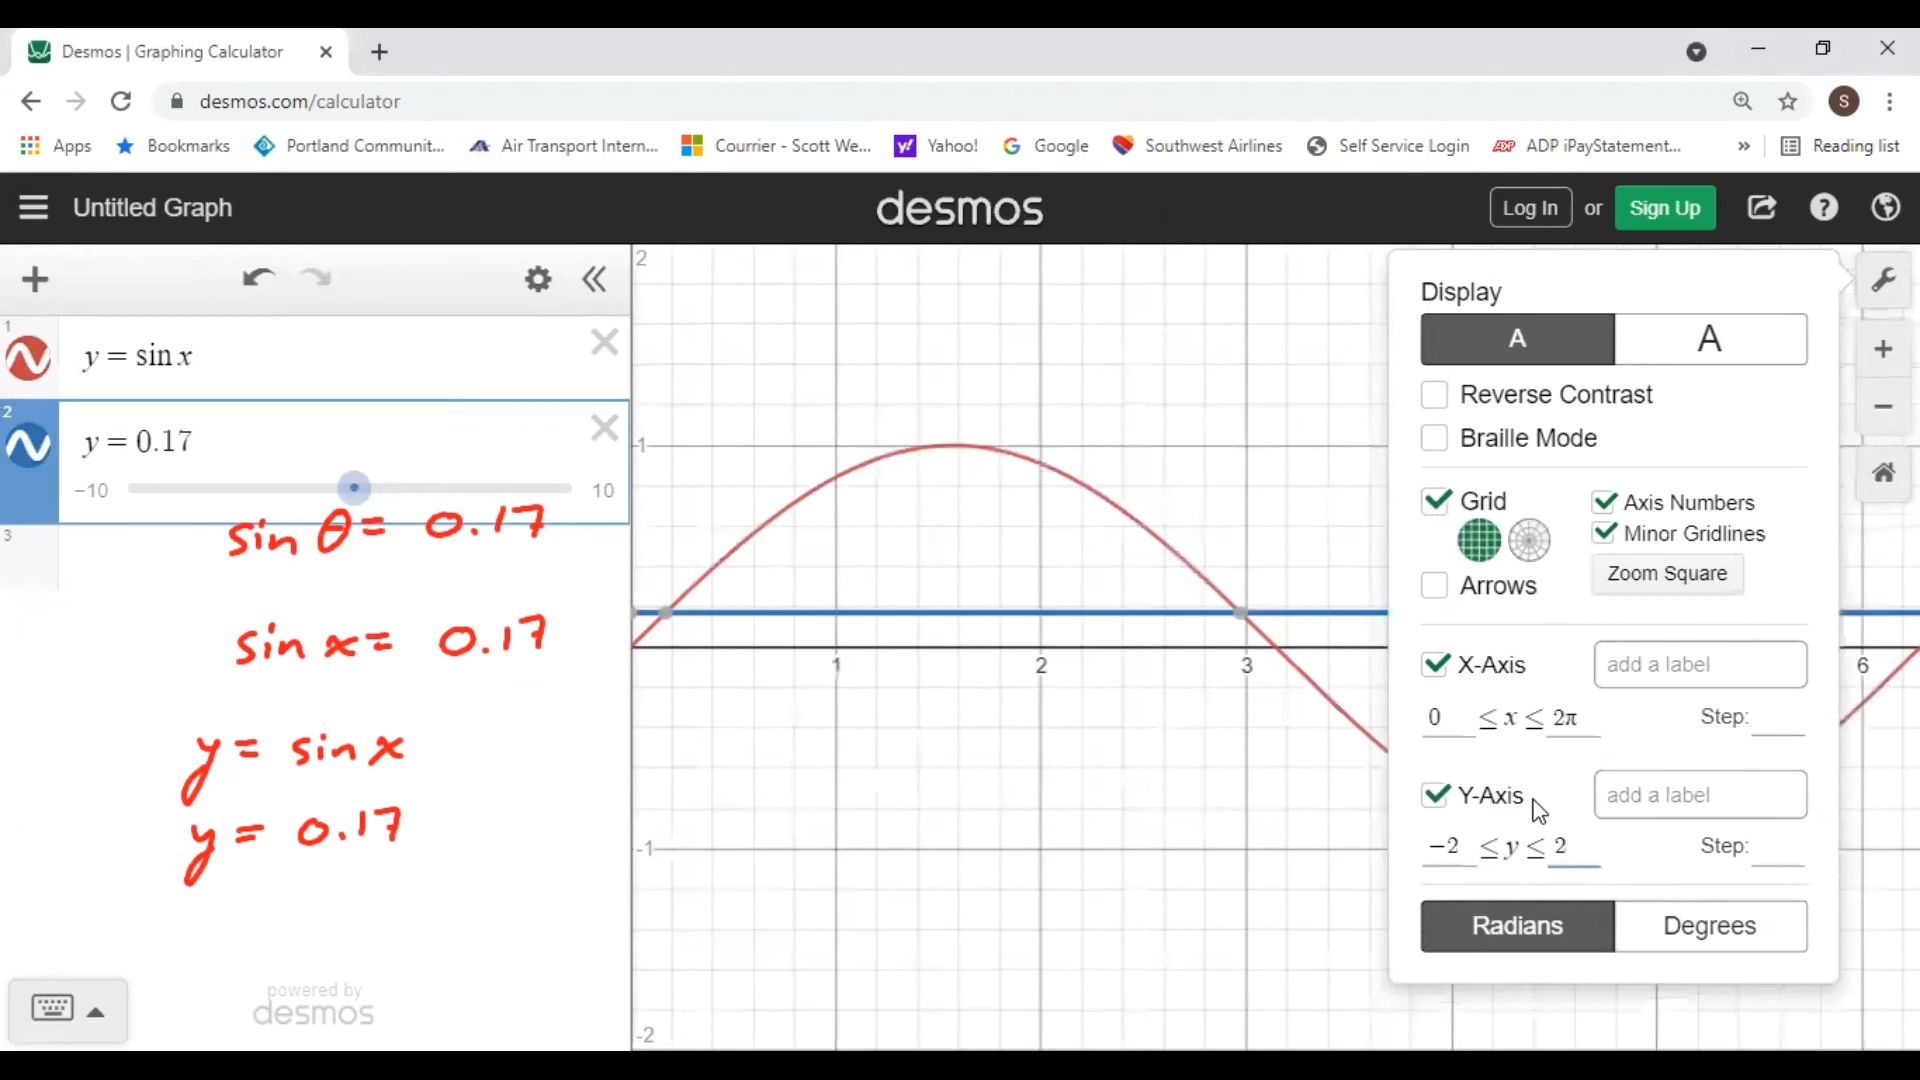 Desmos | Graphing Calculator
desmos.com/calculator
S
Apps Bookmarks Portland Communit... Air Transport Intern... Courrier - Scott We... Yahoo! Google Southwest Airlines Self Service Login ADP iPayStatement... » Reading list
Untitled Graph
desmos
Log In or Sign Up
1
y = sin x
2
y = 0.17
−10 10
3
sin θ = 0.17
sin x = 0.17
y = sin x
y = 0.17
powered by
desmos
2
1
1 2 3 6
-1
-2
Display
A A
Reverse Contrast
Braille Mode
Grid
Axis Numbers
Minor Gridlines
Zoom Square
Arrows
X-Axis add a label
0 ≤ x ≤ 2π Step:
Y-Axis add a label
−2 ≤ y ≤ 2 Step:
Radians Degrees